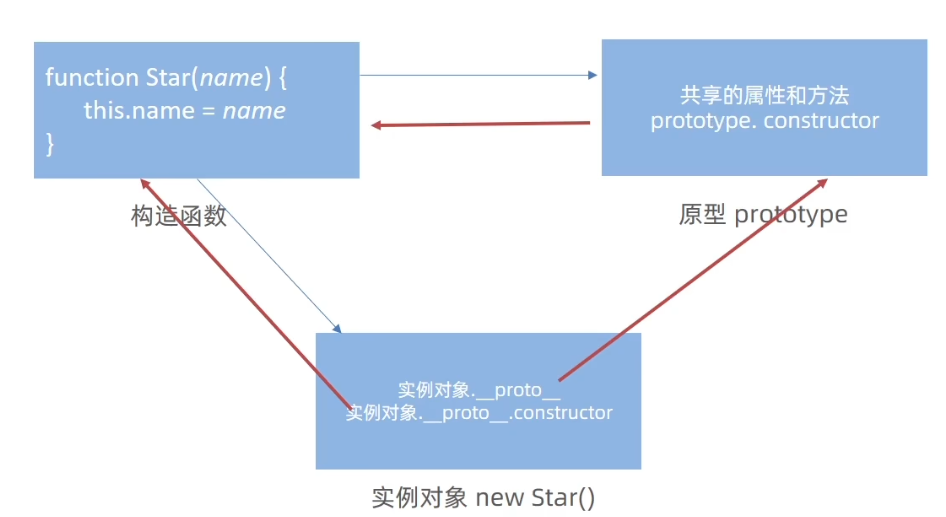 function Star(name) {
this.name = name
}
共享的属性和方法
prototype. constructor
构造函数
原型 prototype
实例对象.__proto__
实例对象.__proto__.constructor
实例对象 new Star()